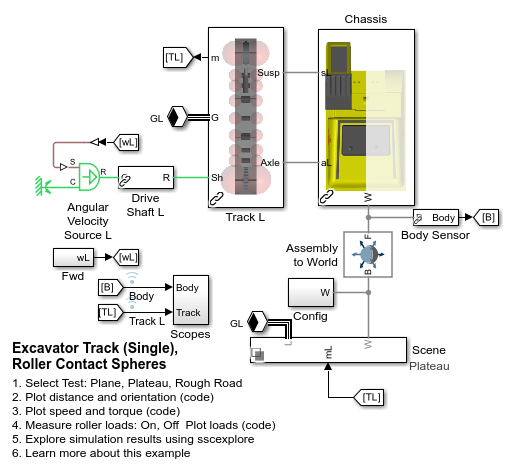 Chassis
[TL]
m
Susp
sL
GL
G
[wL]
S
R
C
R
Sh
Axle
aL
W
Angular
Velocity
Source L
Drive
Shaft L
Track L
B
Body
[B]
Body Sensor
F
Assembly
to World
B
wL
[wL]
Fwd
[B]
Body
Body
[TL]
Track L
Track
Scopes
W
Config
GL
L
mL
W
Scene
Plateau
[TL]
Excavator Track (Single),
Roller Contact Spheres
1. Select Test: Plane, Plateau, Rough Road
2. Plot distance and orientation (code)
3. Plot speed and torque (code)
4. Measure roller loads: On, Off  Plot loads (code)
5. Explore simulation results using sscexplore
6. Learn more about this example